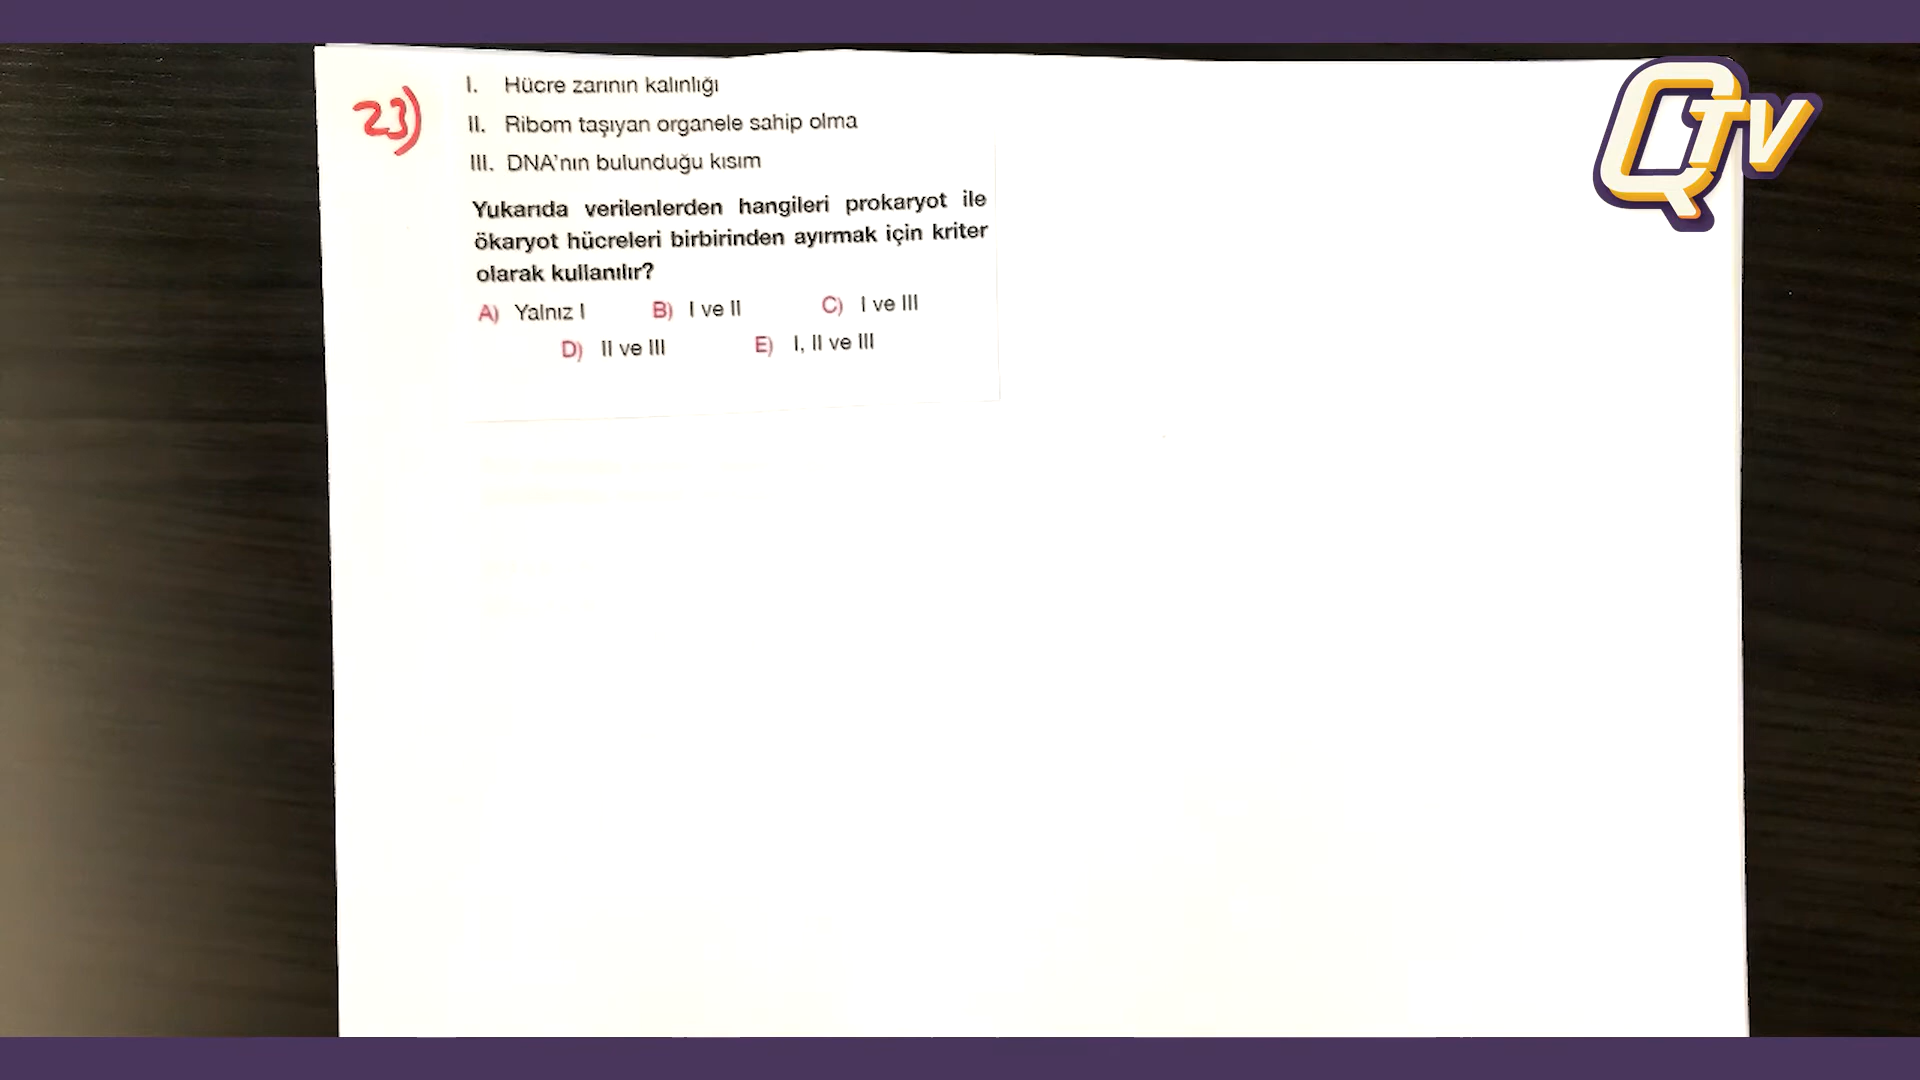 23)
I. Hücre zarının kalınlığı
II. Ribom taşıyan organele sahip olma
III. DNA'nın bulunduğu kısım
Yukarıda verilenlerden hangileri prokaryot ile
ökaryot hücreleri birbirinden ayırmak için kriter
olarak kullanılır?
A) Yalnız I B) I ve II C) I ve III
D) II ve III E) I, II ve III
QTV